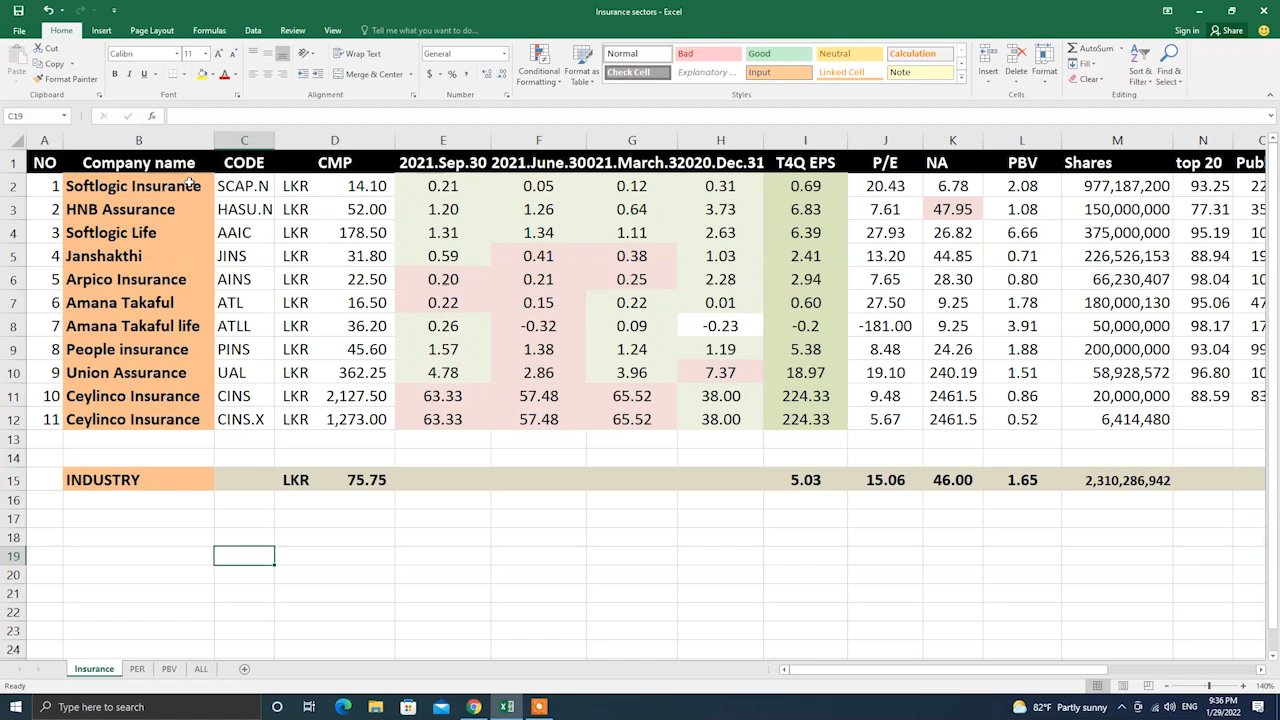 Insurance sectors - Excel
File Home Insert Page Layout Formulas Data Review View Tell me what you want to do... Sign in Share
Cut
Copy
Format Painter
Paste
Calibri 11
Wrap Text
Merge & Center
General
Conditional Formatting
Format as Table
Normal Bad Good Neutral Calculation
Check Cell Explanatory ... Input Linked Cell Note
Insert Delete Format
AutoSum
Fill
Clear
Sort & Filter
Find & Select
Clipboard Font Alignment Number Styles Cells Editing
C19
A B C D E F G H I J K L M N
1 NO Company name CODE CMP 2021.Sep.30 2021.June.30 021.March.3 2020.Dec.31 T4Q EPS P/E NA PBV Shares top 20
2 1 Softlogic Insurance SCAP.N LKR 14.10 0.21 0.05 0.12 0.31 0.69 20.43 6.78 2.08 977,187,200 93.25
3 2 HNB Assurance HASU.N LKR 52.00 1.20 1.26 0.64 3.73 6.83 7.61 47.95 1.08 150,000,000 77.31
4 3 Softlogic Life AAIC LKR 178.50 1.31 1.34 1.11 2.63 6.39 27.93 26.82 6.66 375,000,000 95.19
5 4 Janshakthi JINS LKR 31.80 0.59 0.41 0.38 1.03 2.41 13.20 44.85 0.71 226,526,153 88.94
6 5 Arpico Insurance AINS LKR 22.50 0.20 0.21 0.25 2.28 2.94 7.65 28.30 0.80 66,230,407 98.04
7 6 Amana Takaful ATL LKR 16.50 0.22 0.15 0.22 0.01 0.60 27.50 9.25 1.78 180,000,130 95.06
8 7 Amana Takaful life ATLL LKR 36.20 0.26 -0.32 0.09 -0.23 -0.2 -181.00 9.25 3.91 50,000,000 98.17
9 8 People insurance PINS LKR 45.60 1.57 1.38 1.24 1.19 5.38 8.48 24.26 1.88 200,000,000 93.04
10 9 Union Assurance UAL LKR 362.25 4.78 2.86 3.96 7.37 18.97 19.10 240.19 1.51 58,928,572 96.80
11 10 Ceylinco Insurance CINS LKR 2,127.50 63.33 57.48 65.52 38.00 224.33 9.48 2461.5 0.86 20,000,000 88.59
12 11 Ceylinco Insurance CINS.X LKR 1,273.00 63.33 57.48 65.52 38.00 224.33 5.67 2461.5 0.52 6,414,480
13
14
15 INDUSTRY LKR 75.75 5.03 15.06 46.00 1.65 2,310,286,942
16
17
18
19
20
21
22
23
24
Insurance PER PBV ALL
Ready 140%
Type here to search 82°F Partly sunny ENG 9:36 PM
1/29/2022